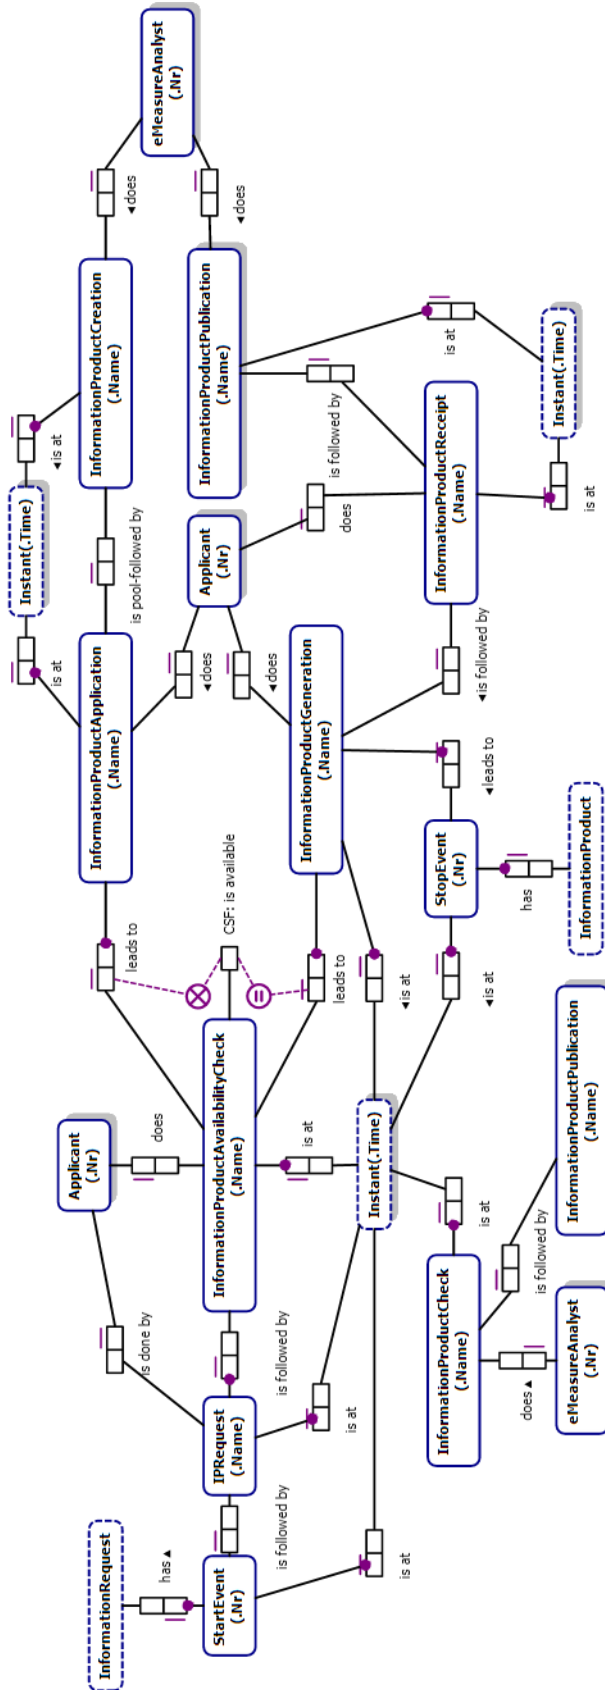 InformationRequest
has ▲
StartEvent
(.Nr)
is followed by
is at
IPRequest
(.Name)
is done by
is followed by
is at
Applicant
(.Nr)
does
InformationProductAvailabilityCheck
(.Name)
is at
CSF: is available
leads to
leads to
InformationProductApplication
(.Name)
is at
Instant(.Time)
◄is at
is pool-followed by
InformationProductCreation
(.Name)
◄does
eMeasureAnalyst
(.Nr)
◄does
InformationProductPublication
(.Name)
◄does
Applicant
(.Nr)
◄does
does
is followed by
InformationProductGeneration
(.Name)
◄is at
◄is followed by
InformationProductReceipt
(.Name)
is at
is at
Instant(.Time)
◄leads to
StopEvent
(.Nr)
◄is at
has
InformationProduct
Instant(.Time)
is at
InformationProductCheck
(.Name)
is followed by
InformationProductPublication
(.Name)
does ▲
eMeasureAnalyst
(.Nr)